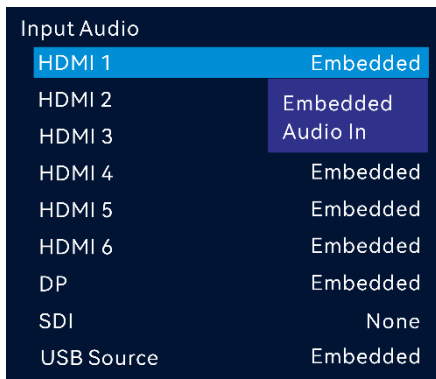 Input Audio
HDMI 1 Embedded
HDMI 2 Embedded
HDMI 3 Audio In
HDMI 4 Embedded
HDMI 5 Embedded
HDMI 6 Embedded
DP Embedded
SDI None
USB Source Embedded